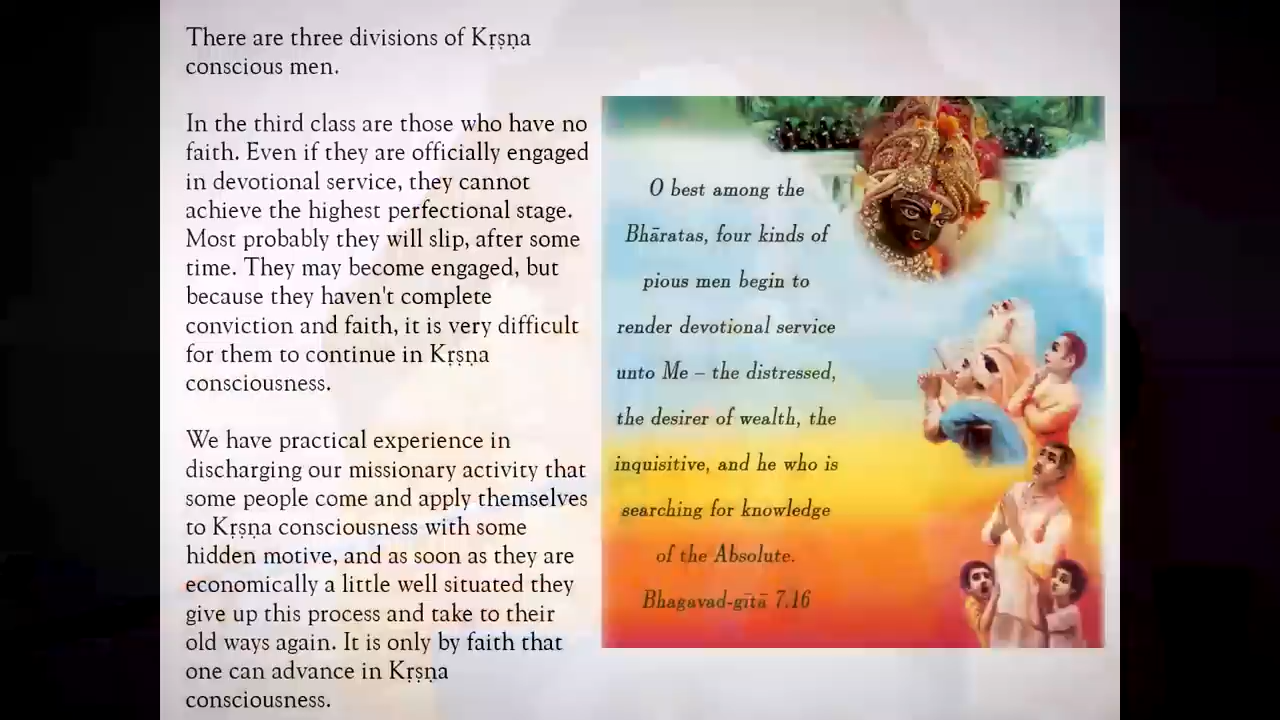 There are three divisions of Kṛṣṇa
conscious men.
In the third class are those who have no
faith. Even if they are officially engaged
in devotional service, they cannot
achieve the highest perfectional stage.
Most probably they will slip, after some
time. They may become engaged, but
because they haven't complete
conviction and faith, it is very difficult
for them to continue in Kṛṣṇa
consciousness.
We have practical experience in
discharging our missionary activity that
some people come and apply themselves
to Kṛṣṇa consciousness with some
hidden motive, and as soon as they are
economically a little well situated they
give up this process and take to their
old ways again. It is only by faith that
one can advance in Kṛṣṇa
consciousness.
O best among the
Bhāratas, four kinds of
pious men begin to
render devotional service
unto Me – the distressed,
the desirer of wealth, the
inquisitive, and he who is
searching for knowledge
of the Absolute.
Bhagavad-gītā 7.16